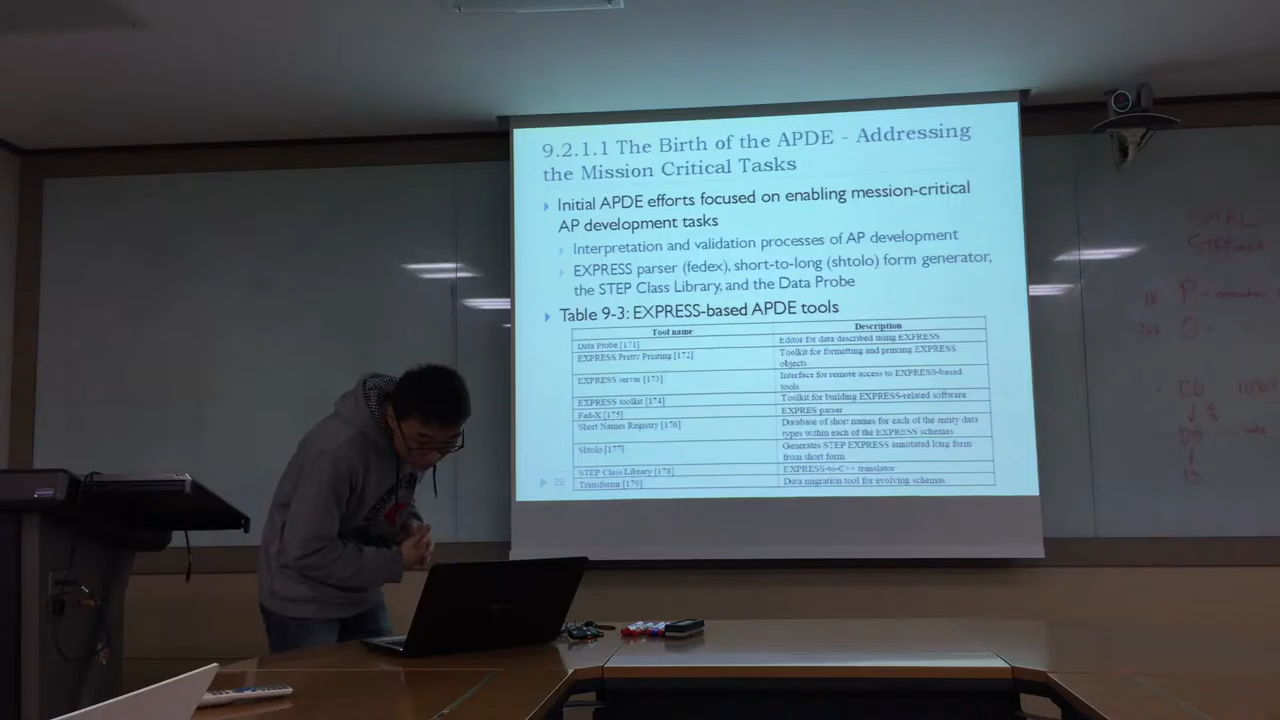 9.2.1.1 The Birth of the APDE - Addressing
the Mission Critical Tasks
Initial APDE efforts focused on enabling mession-critical
AP development tasks
Interpretation and validation processes of AP development
EXPRESS parser (fedex), short-to-long (shtolo) form generator,
the STEP Class Library, and the Data Probe
Table 9-3: EXPRESS-based APDE tools
Tool name Description
Data Probe [171] Editor for data described using EXPRESS
EXPRESS Pretty Printing [172] Toolkit for formatting and printing EXPRESS
objects
EXPRESS server [173] Interface for remote access to EXPRESS-based
tools
EXPRESS toolkit [174] Toolkit for building EXPRESS-related software
Fed-X [175] EXPRES parser
Short Names Registry [176] Database of short names for each of the entity data
types within each of the EXPRESS schemas
Shtolo [177] Generates STEP EXPRESS annotated long form
from short form
STEP Class Library [178] EXPRESS-to-C++ translator
Transform [179] Data migration tool for evolving schemas
22
SMRL